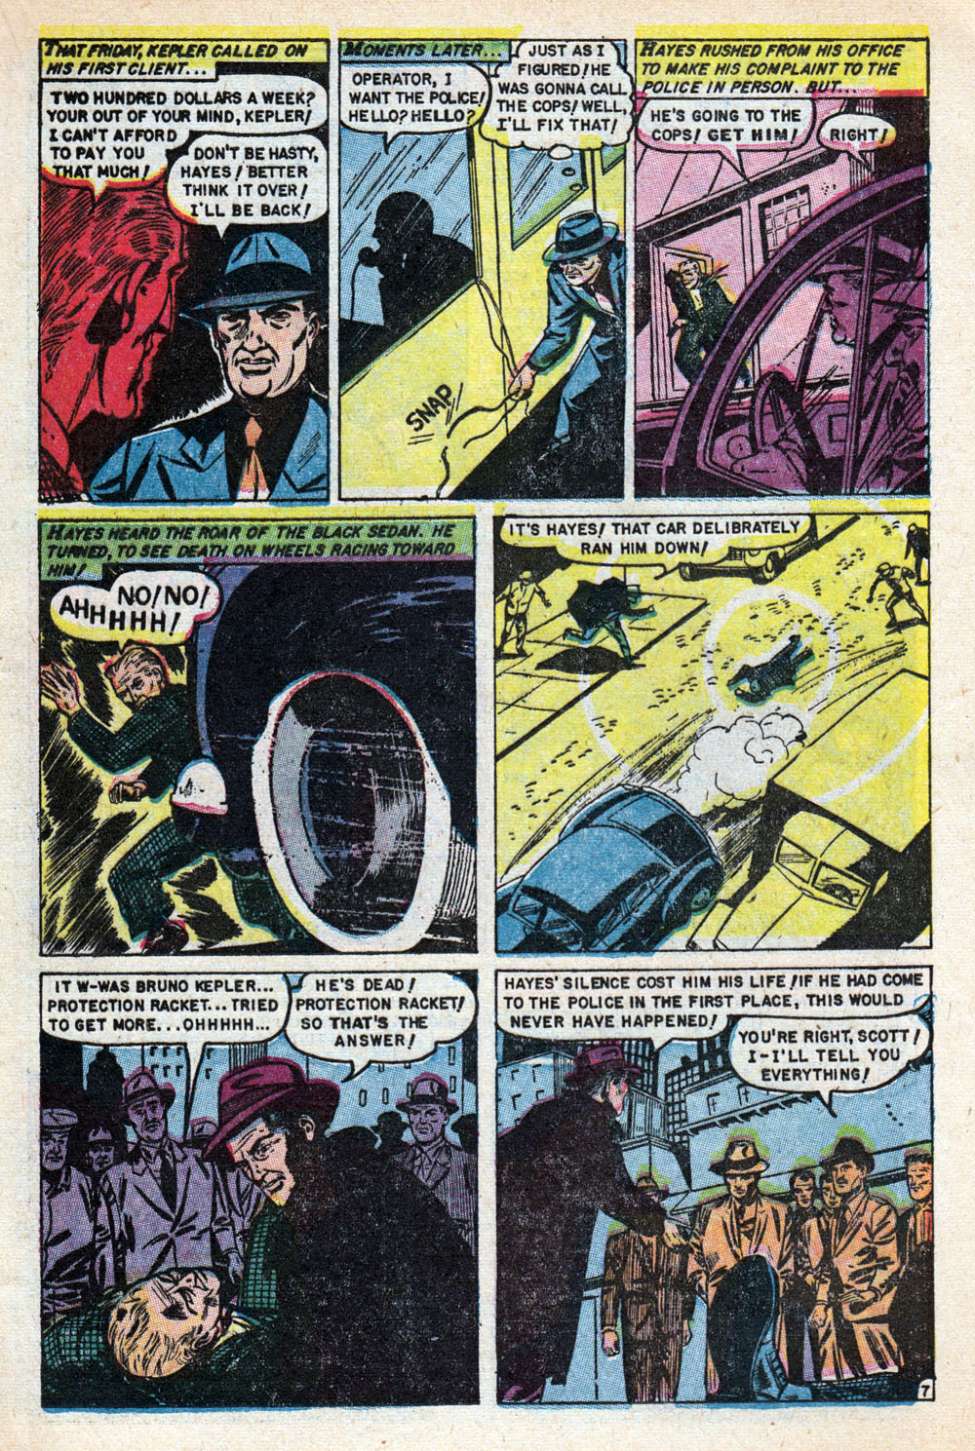 THAT FRIDAY, KEPLER CALLED ON
HIS FIRST CLIENT...
TWO HUNDRED DOLLARS A WEEK?
YOUR OUT OF YOUR MIND, KEPLER!
I CAN'T AFFORD
TO PAY YOU
THAT MUCH!
DON'T BE HASTY,
HAYES! BETTER
THINK IT OVER!
I'LL BE BACK!
MOMENTS LATER...
OPERATOR, I
WANT THE POLICE!
HELLO? HELLO?
JUST AS I
FIGURED! HE
WAS GONNA CALL
THE COPS! WELL,
I'LL FIX THAT!
SNAP
HAYES RUSHED FROM HIS OFFICE
TO MAKE HIS COMPLAINT TO THE
POLICE IN PERSON. BUT...
HE'S GOING TO THE
COPS! GET HIM!
RIGHT!
HAYES HEARD THE ROAR OF THE BLACK SEDAN. HE
TURNED, TO SEE DEATH ON WHEELS RACING TOWARD
HIM!
NO! NO!
AHHHHHH!
IT'S HAYES! THAT CAR DELIBRATELY
RAN HIM DOWN!
IT W-WAS BRUNO KEPLER...
PROTECTION RACKET... TRIED
TO GET MORE...OHHHHH...
HE'S DEAD!
PROTECTION RACKET!
SO THAT'S THE
ANSWER!
HAYES' SILENCE COST HIM HIS LIFE! IF HE HAD COME
TO THE POLICE IN THE FIRST PLACE, THIS WOULD
NEVER HAVE HAPPENED!
YOU'RE RIGHT, SCOTT!
I-I'LL TELL YOU
EVERYTHING!
7